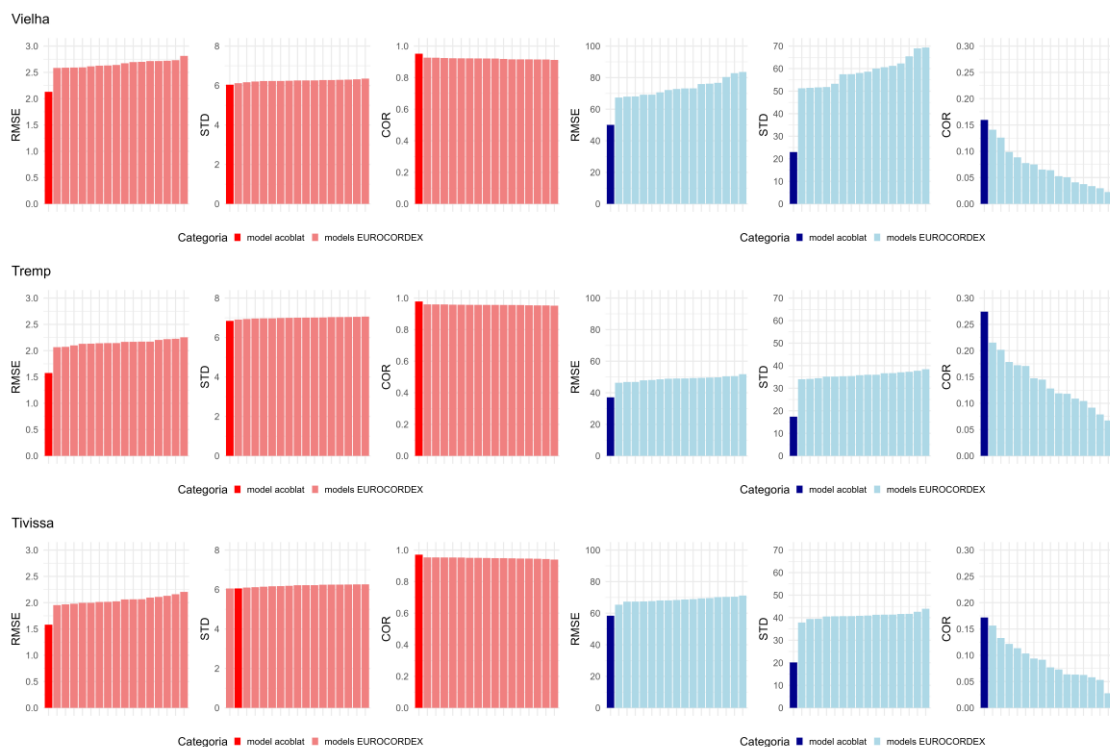 Vielha
RMSE 3.0 2.5 2.0 1.5 1.0 0.5 0.0
STD 8 6 4 2 0
COR 1.0 0.8 0.6 0.4 0.2 0.0
RMSE 100 80 60 40 20 0
STD 70 60 50 40 30 20 10 0
COR 0.30 0.25 0.20 0.15 0.10 0.05 0.00
Categoria model acoblat models EUROCORDEX
Categoria model acoblat models EUROCORDEX
Tremp
RMSE 3.0 2.5 2.0 1.5 1.0 0.5 0.0
STD 8 6 4 2 0
COR 1.0 0.8 0.6 0.4 0.2 0.0
RMSE 100 80 60 40 20 0
STD 70 60 50 40 30 20 10 0
COR 0.30 0.25 0.20 0.15 0.10 0.05 0.00
Categoria model acoblat models EUROCORDEX
Categoria model acoblat models EUROCORDEX
Tivissa
RMSE 3.0 2.5 2.0 1.5 1.0 0.5 0.0
STD 8 6 4 2 0
COR 1.0 0.8 0.6 0.4 0.2 0.0
RMSE 100 80 60 40 20 0
STD 70 60 50 40 30 20 10 0
COR 0.30 0.25 0.20 0.15 0.10 0.05 0.00
Categoria model acoblat models EUROCORDEX
Categoria model acoblat models EUROCORDEX